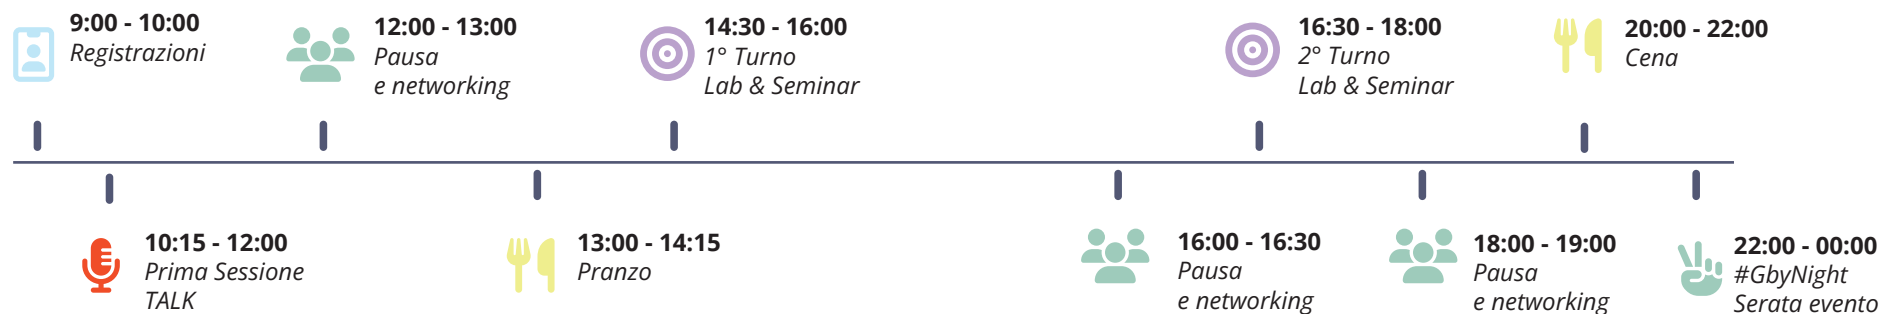 9:00 - 10:00
Registrazioni
12:00 - 13:00
Pausa
e networking
14:30 - 16:00
1° Turno
Lab & Seminar
16:30 - 18:00
2° Turno
Lab & Seminar
20:00 - 22:00
Cena
10:15 - 12:00
Prima Sessione
TALK
13:00 - 14:15
Pranzo
16:00 - 16:30
Pausa
e networking
18:00 - 19:00
Pausa
e networking
22:00 - 00:00
#GbyNight
Serata evento